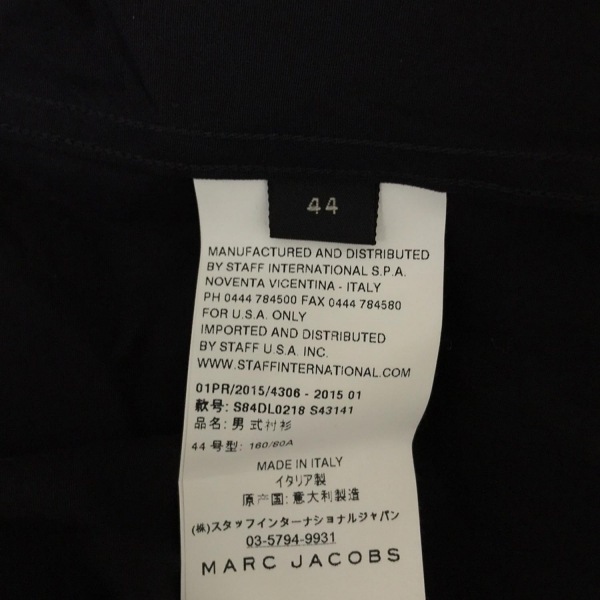 44
MANUFACTURED AND DISTRIBUTED
BY STAFF INTERNATIONAL S.P.A.
NOVENTA VICENTINA - ITALY
PH 0444 784500 FAX 0444 784580
FOR U.S.A. ONLY
IMPORTED AND DISTRIBUTED
BY STAFF U.S.A. INC.
WWW.STAFFINTERNATIONAL.COM
01PR/2015/4306 - 2015 01
款号: S84DL0218 S43141
品名: 男式衬衫
44 号型: 160/80A
MADE IN ITALY
イタリア製
原产国: 意大利製造
(株)スタッフインターナショナルジャパン
03-5794-9931
MARC JACOBS